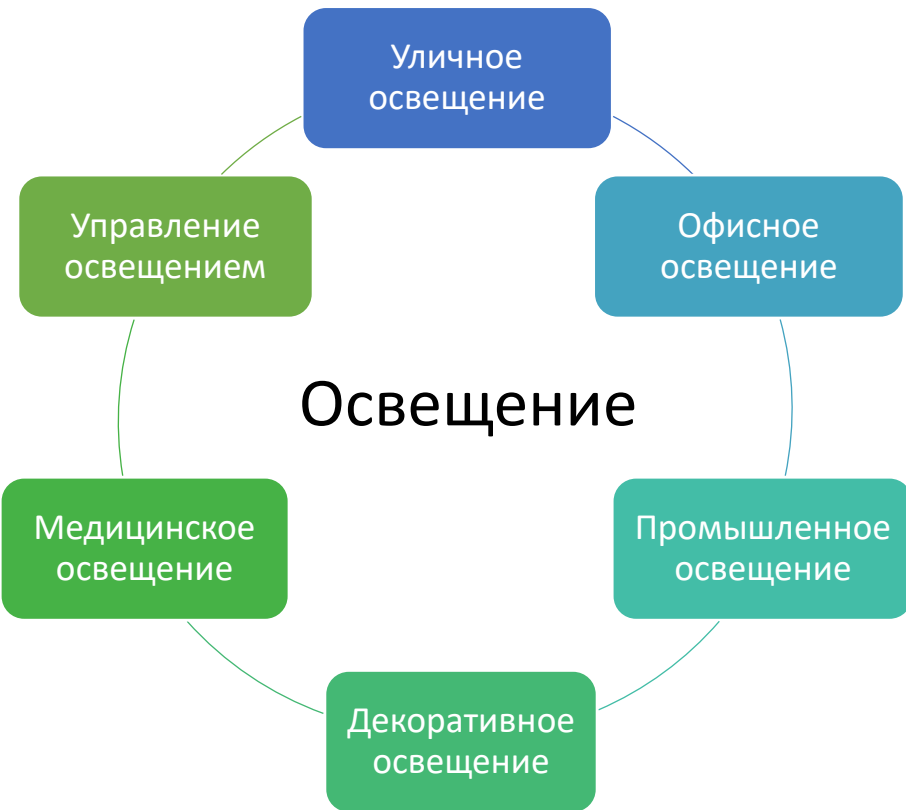 Уличное
освещение
Офисное
освещение
Промышленное
освещение
Декоративное
освещение
Медицинское
освещение
Управление
освещением
Освещение